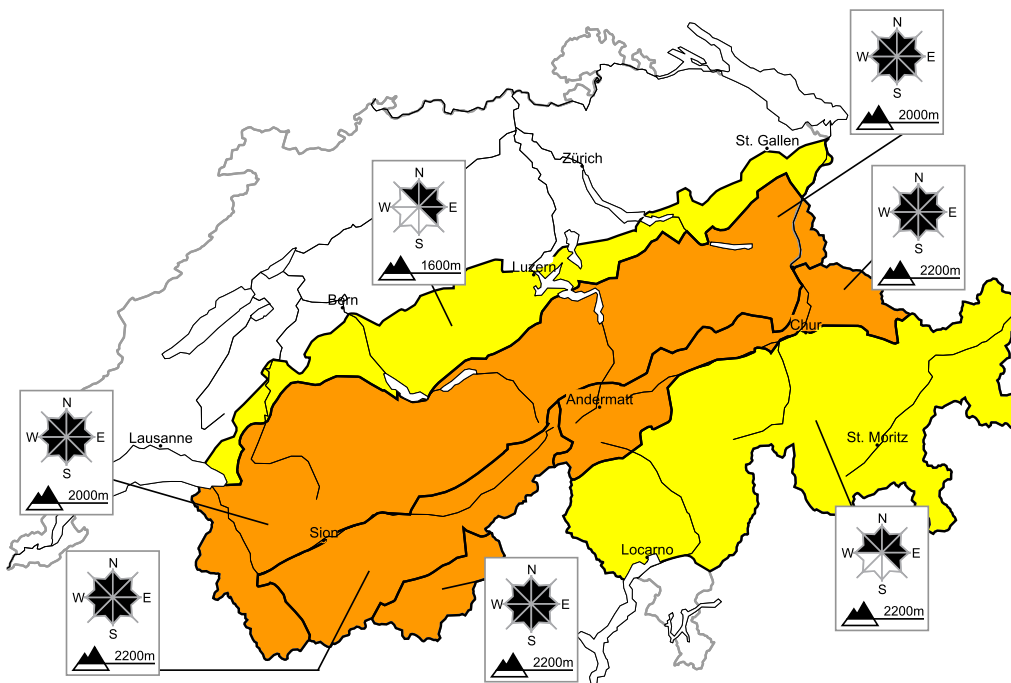 N
W E
S
2000m
St. Gallen
Zürich
N
W E
S
1600m
N
W E
S
2200m
Luzern
Bern
Chur
Andermatt
N
W E
S
2000m
Lausanne
St. Moritz
Sion
Locarno
N
W E
S
2200m
N
W E
S
2200m
N
W E
S
2200m